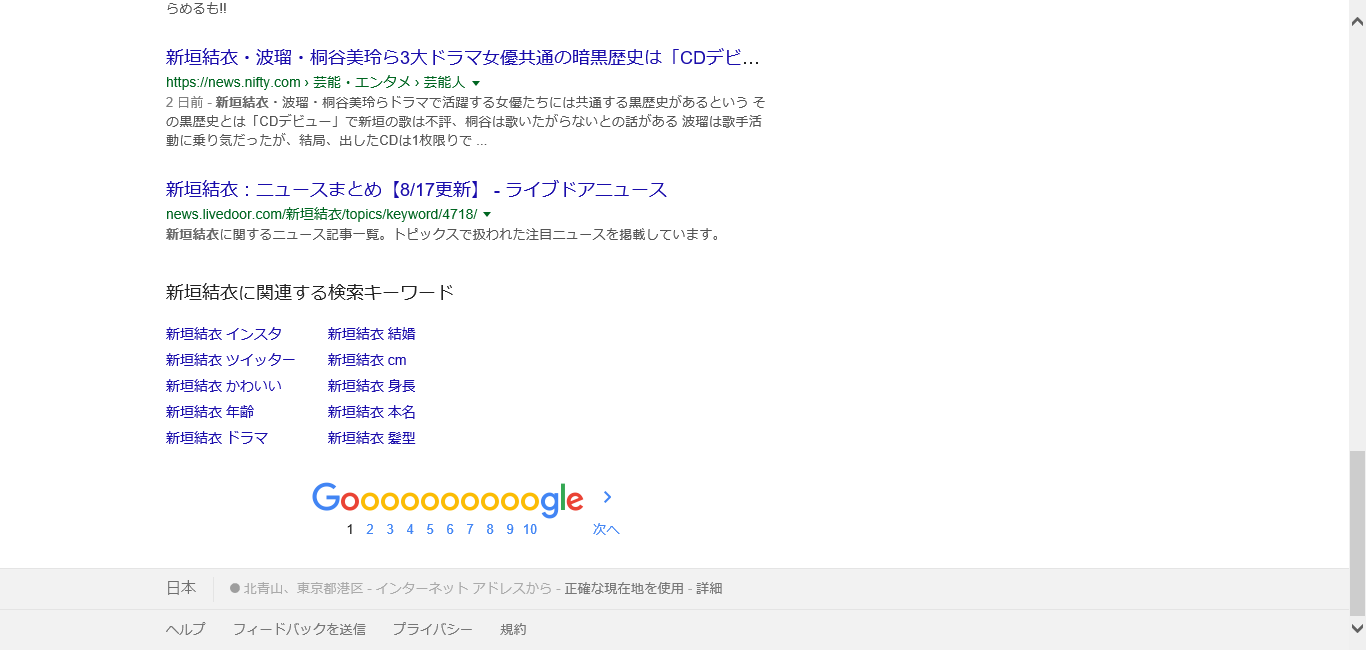 らめるも!!
新垣結衣・波瑠・桐谷美玲ら3大ドラマ女優共通の暗黒歴史は「CDデビ...
https://news.nifty.com › 芸能・エンタメ › 芸能人
2 日前 - 新垣結衣・波瑠・桐谷美玲らドラマで活躍する女優たちには共通する黒歴史があるという そ
の黒歴史とは「CDデビュー」で新垣の歌は不評、桐谷は歌いたがらないとの話がある 波瑠は歌手活
動に乗り気だったが、結局、出したCDは1枚限りで ...
新垣結衣：ニュースまとめ【8/17更新】 - ライブドアニュース
news.livedoor.com/新垣結衣/topics/keyword/4718/
新垣結衣に関するニュース記事一覧。トピックスで扱われた注目ニュースを掲載しています。
新垣結衣に関連する検索キーワード
新垣結衣 インスタ 新垣結衣 結婚
新垣結衣 ツイッター 新垣結衣 cm
新垣結衣 かわいい 新垣結衣 身長
新垣結衣 年齢 新垣結衣 本名
新垣結衣 ドラマ 新垣結衣 髪型
Goooooooooogle
1 2 3 4 5 6 7 8 9 10 次へ
日本 北青山、東京都港区 - インターネット アドレスから - 正確な現在地を使用 - 詳細
ヘルプ フィードバックを送信 プライバシー 規約